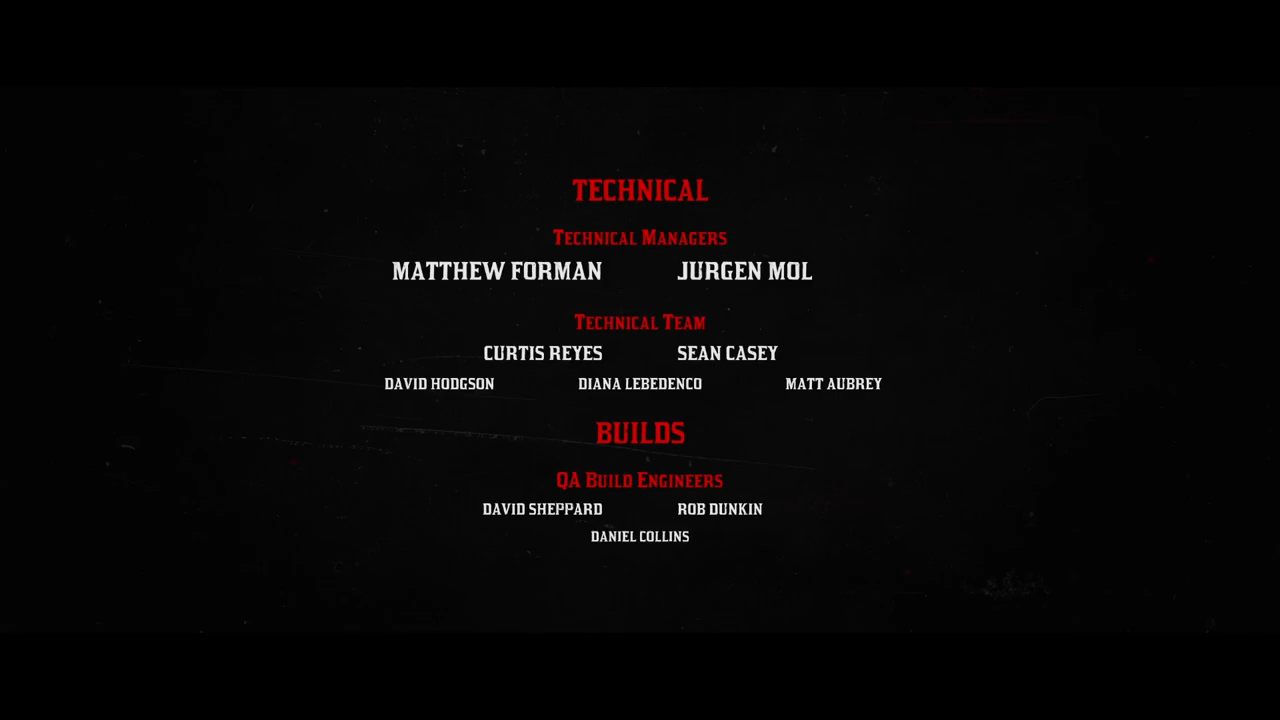 TECHNICAL
TECHNICAL MANAGERS
MATTHEW FORMAN JURGEN MOL
TECHNICAL TEAM
CURTIS REYES SEAN CASEY
DAVID HODGSON DIANA LEBEDENCO MATT AUBREY
BUILDS
QA BUILD ENGINEERS
DAVID SHEPPARD ROB DUNKIN
DANIEL COLLINS